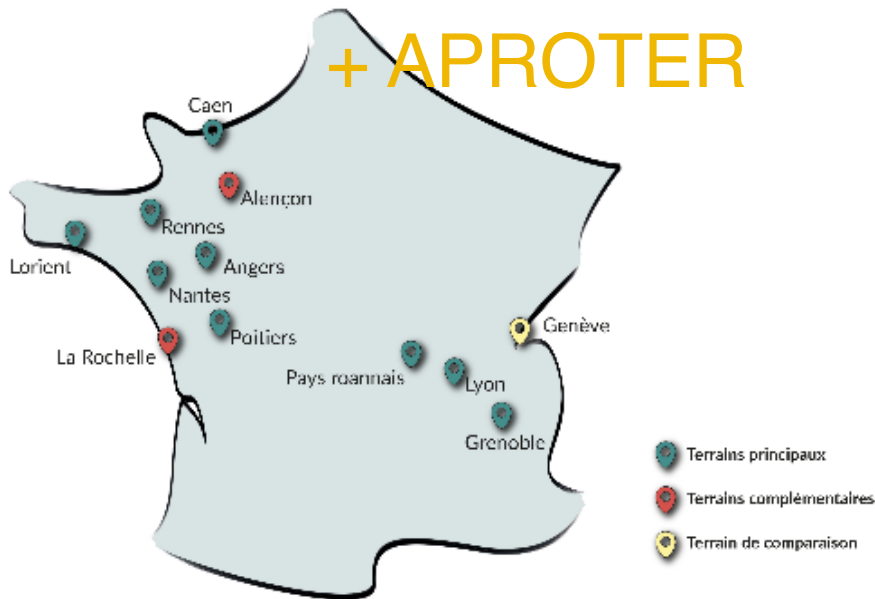 + APROTER
Caen
Alençon
Rennes
Lorient
Angers
Nantes
Poitiers
Genève
La Rochelle
Pays roannais
Lyon
Grenoble
Terrains principaux
Terrains complémentaires
Terrain de comparaison